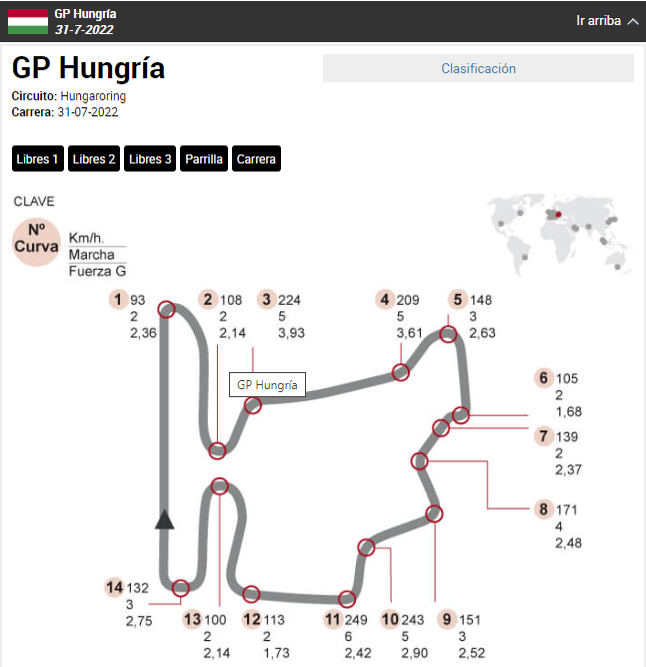 GP Hungría
31-7-2022
Ir arriba
GP Hungría
Clasificación
Circuito: Hungaroring
Carrera: 31-07-2022
Libres 1
Libres 2
Libres 3
Parrilla
Carrera
CLAVE
Nº
Curva
Km/h.
Marcha
Fuerza G
1 93
2
2,36
2 108
2
2,14
3 224
5
3,93
4 209
5
3,61
5 148
3
2,63
GP Hungría
6 105
2
1,68
7 139
2
2,37
8 171
4
2,48
14 132
3
2,75
13 100
2
2,14
12 113
2
1,73
11 249
6
2,42
10 243
5
2,90
9 151
3
2,52